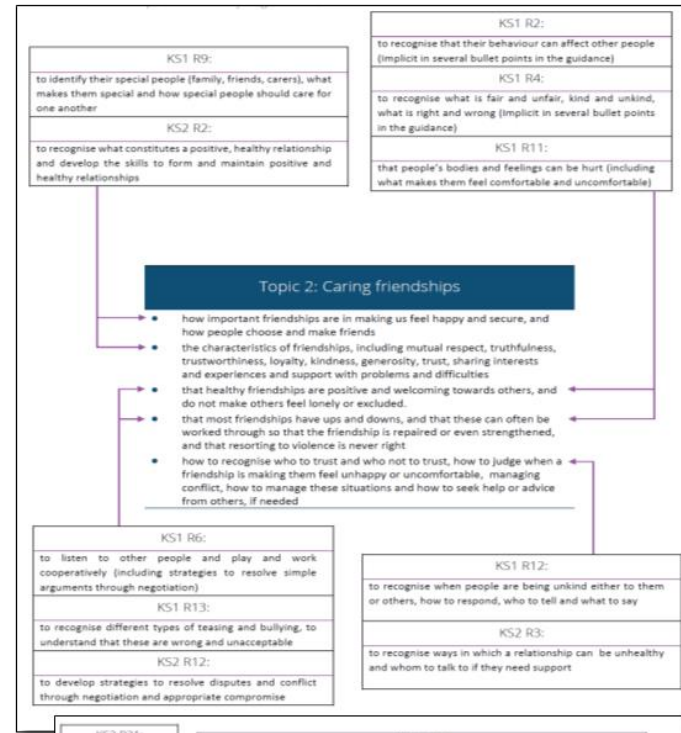 KS1 R9:
to identify their special people (family, friends, carers), what
makes them special and how special people should care for
one another
KS2 R2:
to recognise what constitutes a positive, healthy relationship
and develop the skills to form and maintain positive and
healthy relationships
KS1 R2:
to recognise that their behaviour can affect other people
(Implicit in several bullet points in the guidance)
KS1 R4:
to recognise what is fair and unfair, kind and unkind,
what is right and wrong (Implicit in several bullet points
in the guidance)
KS1 R11:
that people's bodies and feelings can be hurt (including
what makes them feel comfortable and uncomfortable)
Topic 2: Caring friendships
• how important friendships are in making us feel happy and secure, and
how people choose and make friends
• the characteristics of friendships, including mutual respect, truthfulness,
trustworthiness, loyalty, kindness, generosity, trust, sharing interests
and experiences and support with problems and difficulties
• that healthy friendships are positive and welcoming towards others, and
do not make others feel lonely or excluded.
• that most friendships have ups and downs, and that these can often be
worked through so that the friendship is repaired or even strengthened,
and that resorting to violence is never right
• how to recognise who to trust and who not to trust, how to judge when a
friendship is making them feel unhappy or uncomfortable, managing
conflict, how to manage these situations and how to seek help or advice
from others, if needed
KS1 R6:
to listen to other people and play and work
cooperatively (including strategies to resolve simple
arguments through negotiation)
KS1 R13:
to recognise different types of teasing and bullying, to
understand that these are wrong and unacceptable
KS2 R12:
to develop strategies to resolve disputes and conflict
through negotiation and appropriate compromise
KS1 R12:
to recognise when people are being unkind either to them
or others, how to respond, who to tell and what to say
KS2 R3:
to recognise ways in which a relationship can be unhealthy
and whom to talk to if they need support